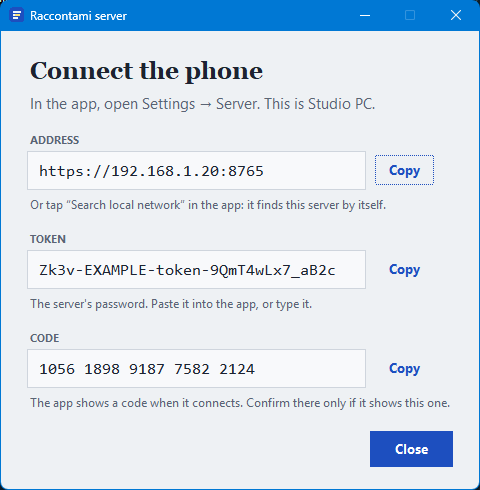 Raccontami server
Connect the phone
In the app, open Settings → Server. This is Studio PC.
ADDRESS
https://192.168.1.20:8765
Copy
Or tap “Search local network” in the app: it finds this server by itself.
TOKEN
Zk3v-EXAMPLE-token-9QmT4wLx7_aB2c
Copy
The server's password. Paste it into the app, or type it.
CODE
1056 1898 9187 7582 2124
Copy
The app shows a code when it connects. Confirm there only if it shows this one.
Close